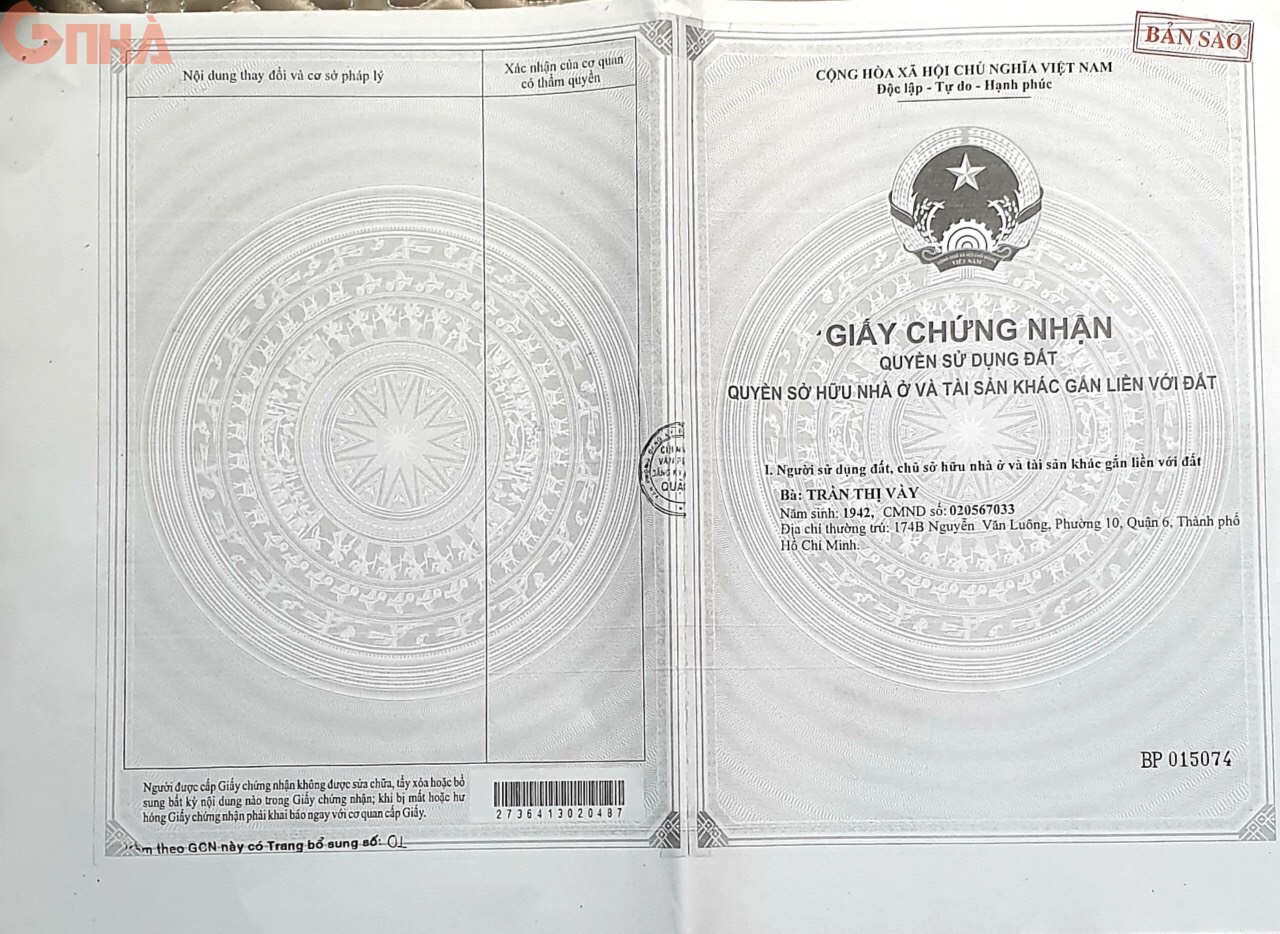 GNHÀ
Nội dung thay đổi và cơ sở pháp lý
Xác nhận của cơ quan
có thẩm quyền
Người được cấp Giấy chứng nhận không được sửa chữa, tẩy xóa hoặc bổ
sung bất kỳ nội dung nào trong Giấy chứng nhận; khi bị mất hoặc hư
hỏng Giấy chứng nhận phải khai báo ngay với cơ quan cấp Giấy.
2736413020487
theo GCN này có Trang bổ sung số: 01
BẢN SAO
CỘNG HÒA XÃ HỘI CHỦ NGHĨA VIỆT NAM
Độc lập - Tự do - Hạnh phúc
VIỆT NAM
GIẤY CHỨNG NHẬN
QUYỀN SỬ DỤNG ĐẤT
QUYỀN SỞ HỮU NHÀ Ở VÀ TÀI SẢN KHÁC GẮN LIỀN VỚI ĐẤT
I. Người sử dụng đất, chủ sở hữu nhà ở và tài sản khác gắn liền với đất
Bà: TRẦN THỊ VẢY
Năm sinh: 1942, CMND số: 020567033
Địa chỉ thường trú: 174B Nguyễn Văn Luông, Phường 10, Quận 6, Thành phố
Hồ Chí Minh.
BP 015074